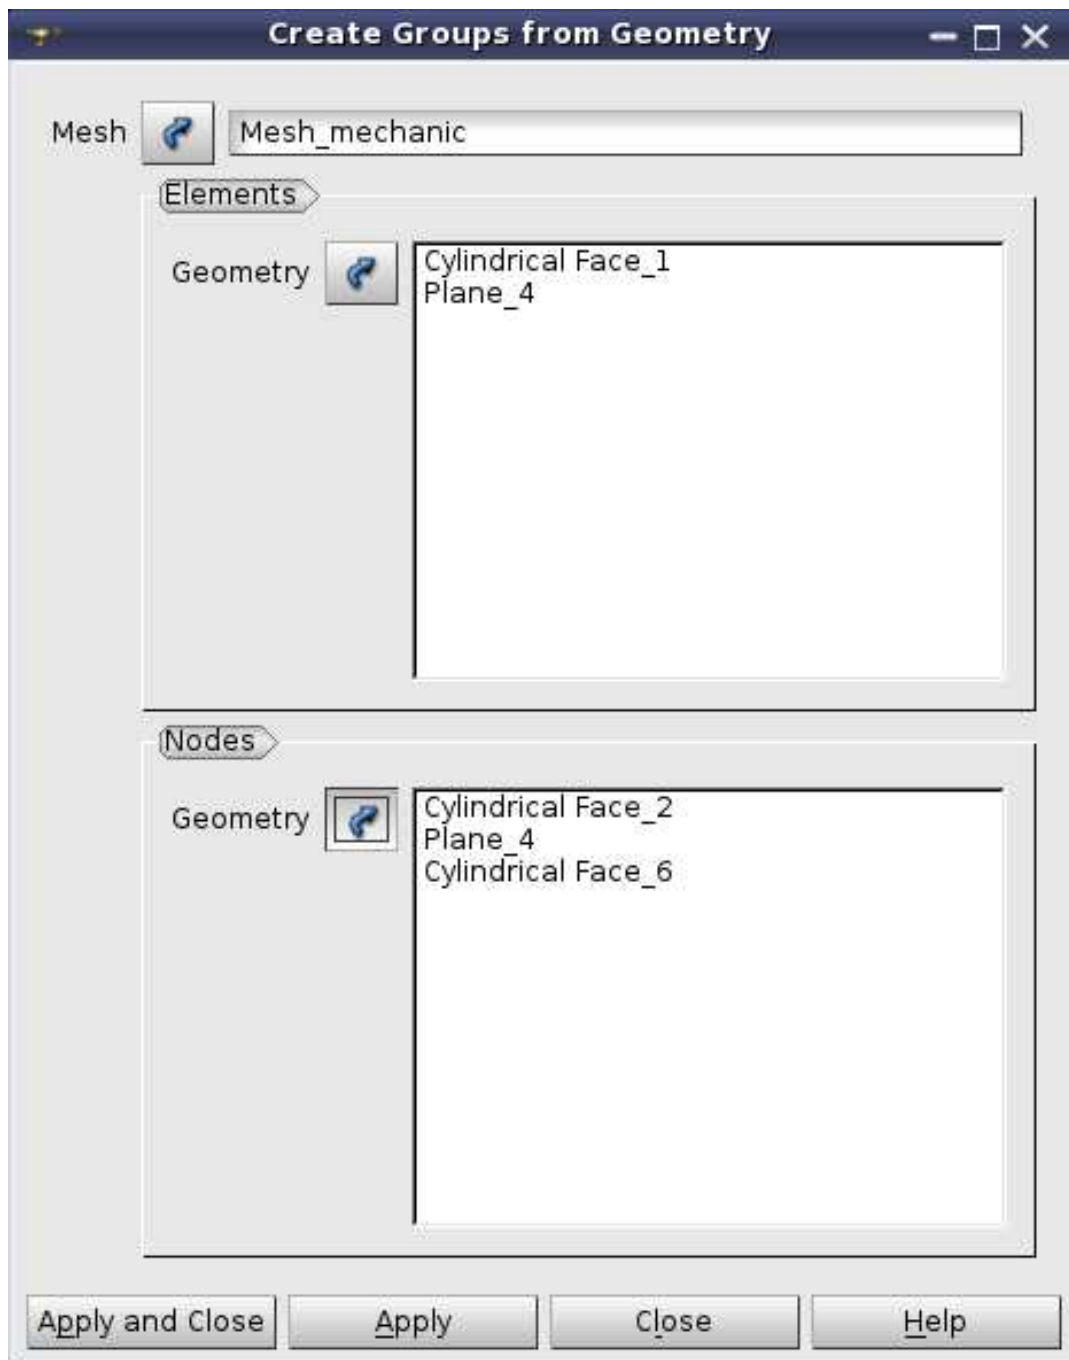 Create Groups from Geometry
Mesh Mesh_mechanic
Elements
Geometry Cylindrical Face_1
Plane_4
Nodes
Geometry Cylindrical Face_2
Plane_4
Cylindrical Face_6
Apply and Close Apply Close Help